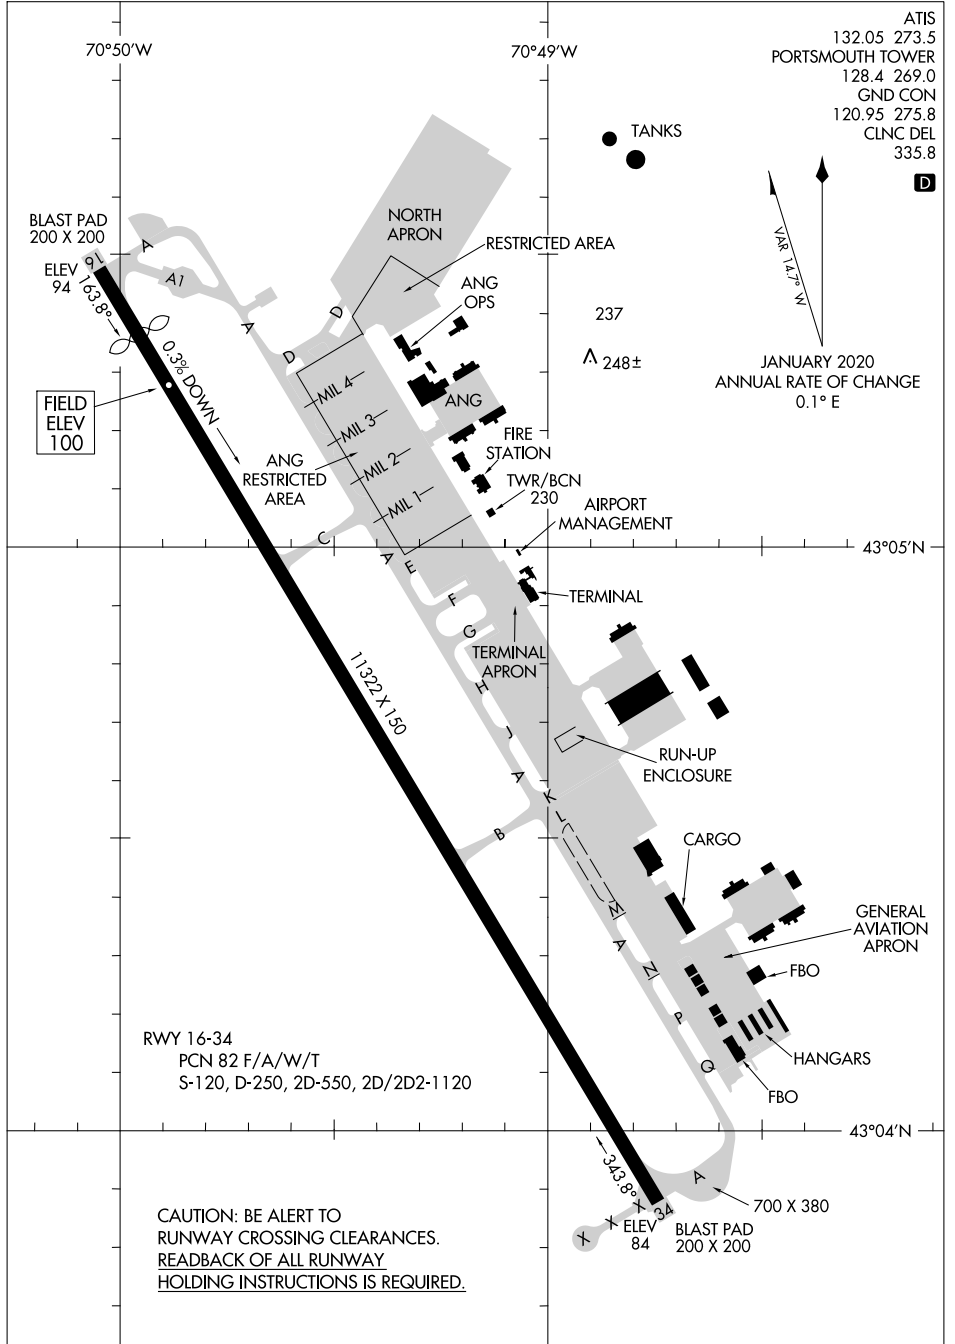 ATIS
132.05 273.5
PORTSMOUTH TOWER
128.4 269.0
GND CON
120.95 275.8
CLNC DEL
335.8
D
70°50'W
70°49'W
TANKS
VAR 14.7° W
JANUARY 2020
ANNUAL RATE OF CHANGE
0.1° E
BLAST PAD
200 X 200
A
16
ELEV
94
A1
163.8°
0.3% DOWN
FIELD
ELEV
100
NORTH
APRON
RESTRICTED AREA
ANG
OPS
D
A
D
237
248±
MIL 4
MIL 3
MIL 2
MIL 1
ANG
ANG
RESTRICTED
AREA
FIRE
STATION
TWR/BCN
230
AIRPORT
MANAGEMENT
C
A
E
43°05'N
F
G
TERMINAL
TERMINAL
APRON
H
J
11322 X 150
A
K
L
B
RUN-UP
ENCLOSURE
CARGO
M
A
N
GENERAL
AVIATION
APRON
FBO
P
Q
HANGARS
FBO
RWY 16-34
PCN 82 F/A/W/T
S-120, D-250, 2D-550, 2D/2D2-1120
43°04'N
343.8°
A
700 X 380
34
X
X
X
ELEV
84
BLAST PAD
200 X 200
CAUTION: BE ALERT TO
RUNWAY CROSSING CLEARANCES.
READBACK OF ALL RUNWAY
HOLDING INSTRUCTIONS IS REQUIRED.